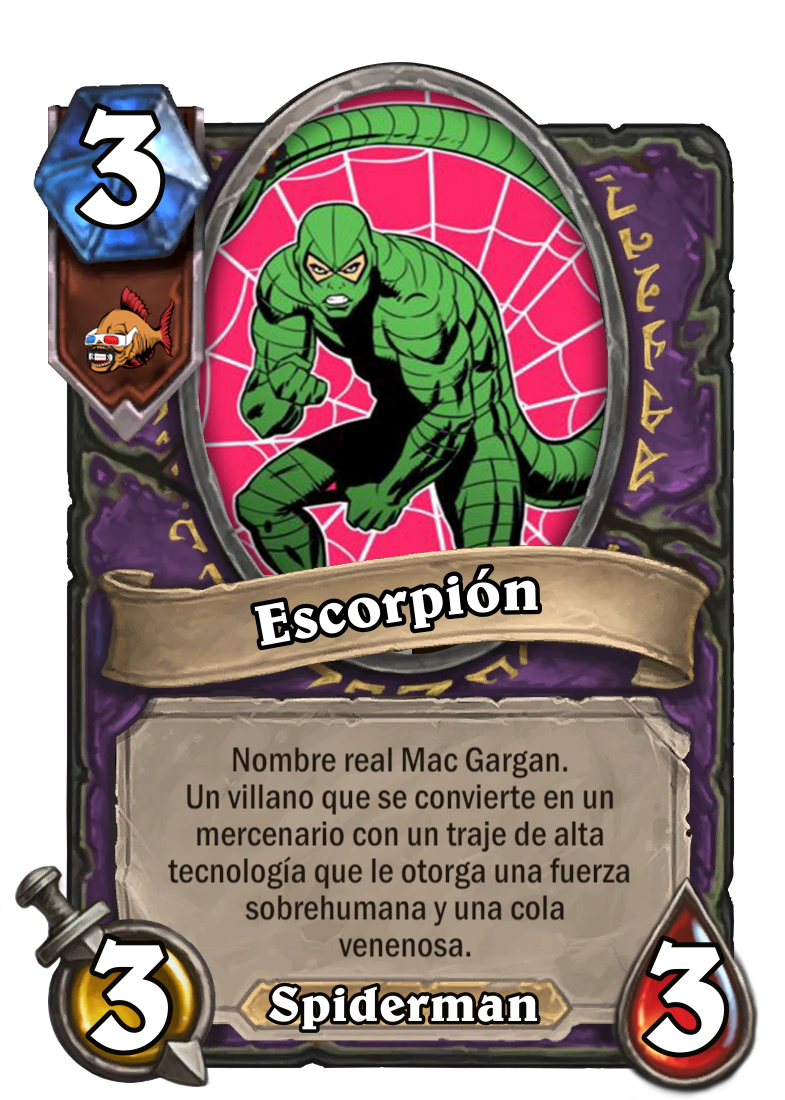 3
Escorpión
Nombre real Mac Gargan.
Un villano que se convierte en un
mercenario con un traje de alta
tecnología que le otorga una fuerza
sobrehumana y una cola
venenosa.
3
Spiderman
3